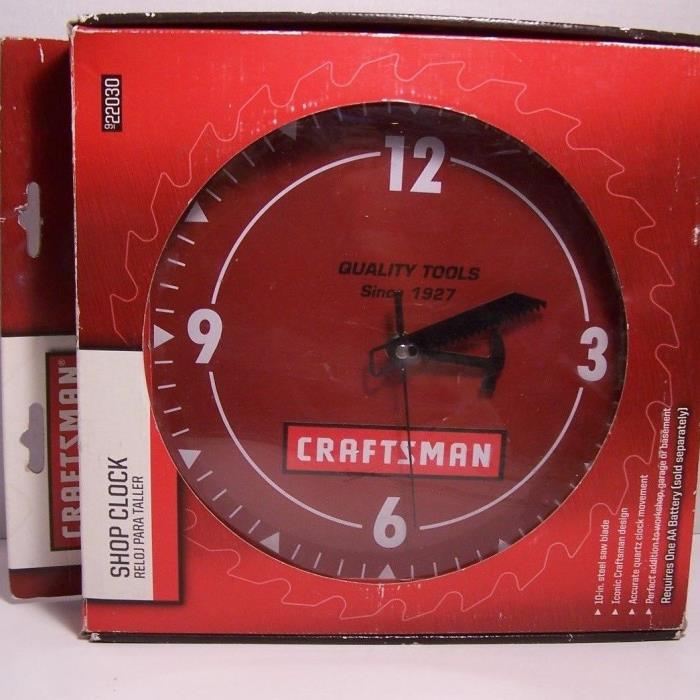 922030
12
QUALITY TOOLS
Since 1927
9
3
CRAFTSMAN
6
CRAFTSMAN®
SHOP CLOCK
RELOJ PARA TALLER
▶ 10-in. steel saw blade
▶ Iconic Craftsman design
▶ Accurate quartz clock movement
▶ Perfect addition to workshop, garage or basement
Requires One AA Battery (sold separately)